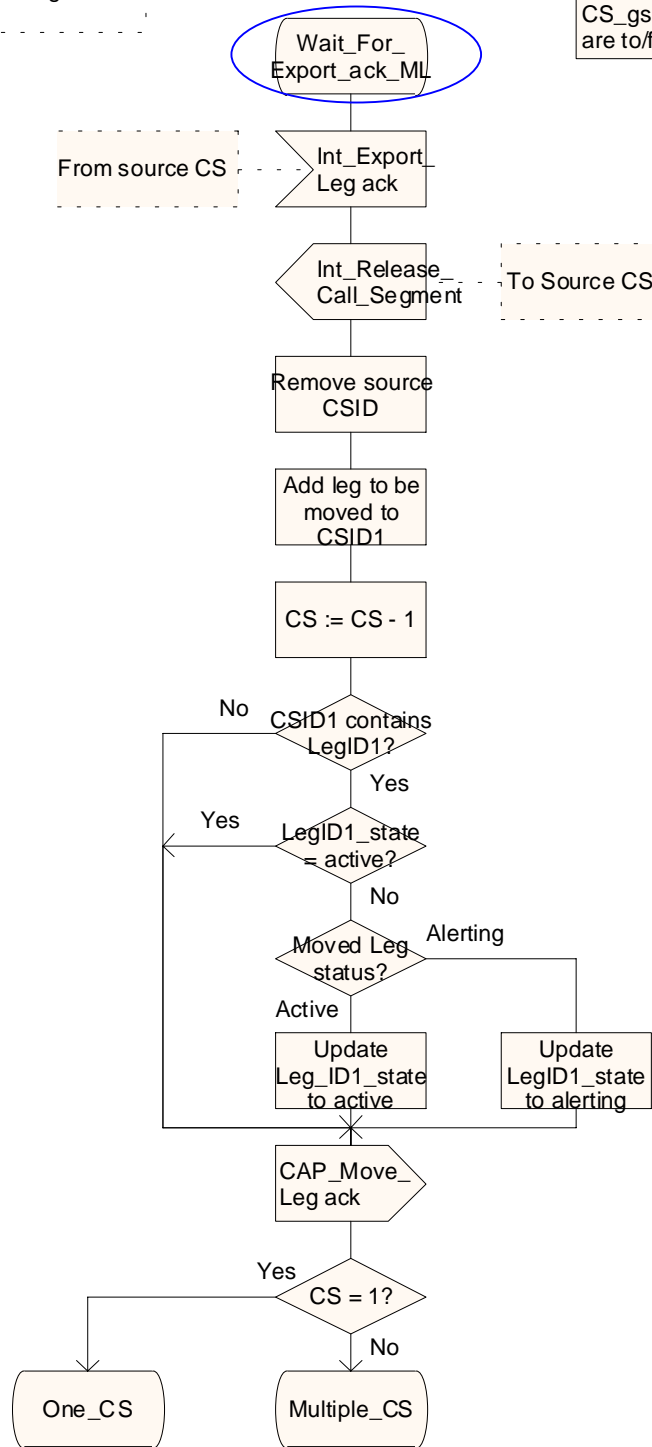 CS_gs
are to/f
Wait_For_
Export_ack_ML
From source CS
Int_Export_
Leg ack
Int_Release_
Call_Segment
To Source CS
Remove source
CSID
Add leg to be
moved to
CSID1
CS := CS - 1
No
CSID1 contains
LegID1?
Yes
Yes
LegID1_state
= active?
No
Moved Leg
status?
Alerting
Active
Update
Leg_ID1_state
to active
Update
LegID1_state
to alerting
CAP_Move_
Leg ack
Yes
CS = 1?
No
One_CS
Multiple_CS